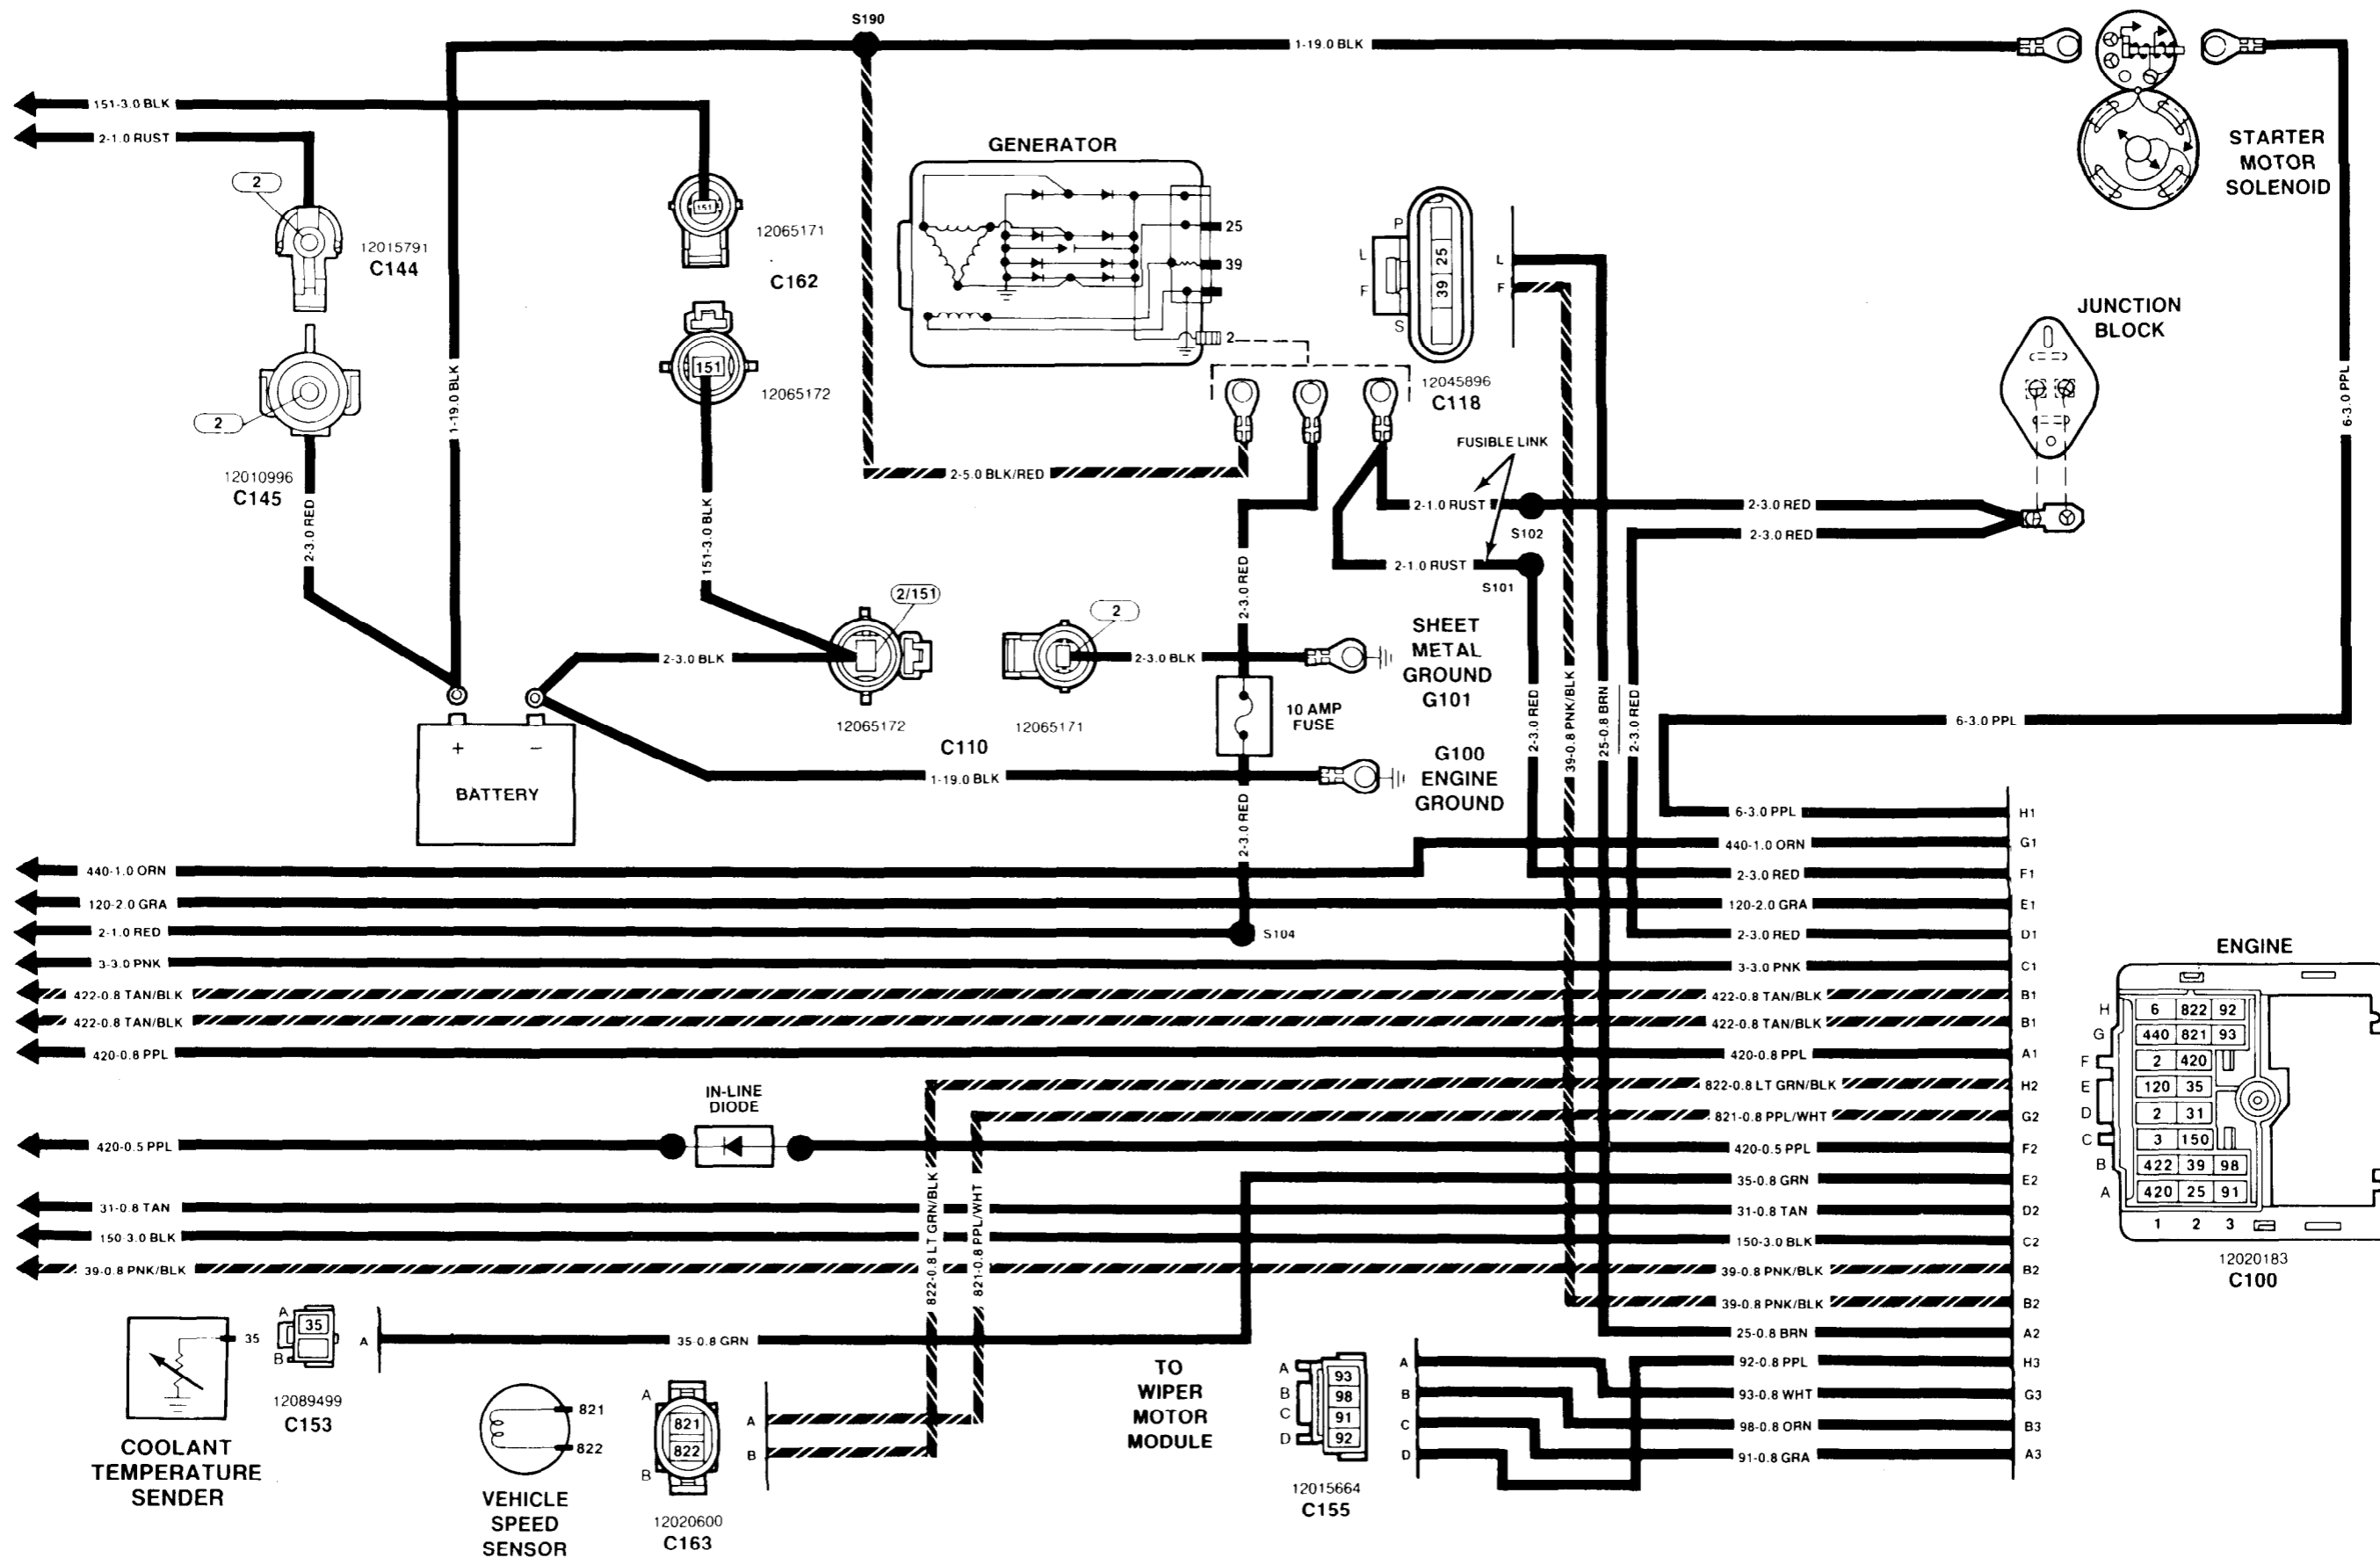 S190
1-19.0 BLK
151-3.0 BLK
2-1.0 RUST
STARTER
MOTOR
SOLENOID
GENERATOR
25
39
2
2
12015791
C144
151
12065171
C162
P
L
F
S
25
39
L
F
12045896
C118
JUNCTION
BLOCK
6-3.0 PPL
1-19.0 BLK
2
12010996
C145
2-3.0 RED
151
12065172
151-3.0 BLK
2-5.0 BLK/RED
FUSIBLE LINK
2-1.0 RUST
S102
2-3.0 RED
2-3.0 RED
2-1.0 RUST
S101
2-3.0 RED
2/151
2
2-3.0 BLK
2-3.0 BLK
12065172
12065171
C110
SHEET
METAL
GROUND
G101
10 AMP
FUSE
G100
ENGINE
GROUND
1-19.0 BLK
2-3.0 RED
2-3.0 RED
39-0.8 PNK/BLK
25-0.8 BRN
2-3.0 RED
6-3.0 PPL
+
−
BATTERY
6-3.0 PPL H1
440-1.0 ORN 440-1.0 ORN G1
2-3.0 RED F1
120-2.0 GRA 120-2.0 GRA E1
2-1.0 RED S104 2-3.0 RED D1
3-3.0 PNK 3-3.0 PNK C1
422-0.8 TAN/BLK 422-0.8 TAN/BLK B1
422-0.8 TAN/BLK 422-0.8 TAN/BLK B1
420-0.8 PPL 420-0.8 PPL A1
822-0.8 LT GRN/BLK H2
IN-LINE
DIODE
821-0.8 PPL/WHT G2
420-0.5 PPL 420-0.5 PPL F2
35-0.8 GRN E2
31-0.8 TAN 31-0.8 TAN D2
150-3.0 BLK 150-3.0 BLK C2
39-0.8 PNK/BLK 39-0.8 PNK/BLK B2
39-0.8 PNK/BLK B2
25-0.8 BRN A2
92-0.8 PPL H3
93-0.8 WHT G3
98-0.8 ORN B3
91-0.8 GRA A3
822-0.8 LT GRN/BLK
821-0.8 PPL/WHT
ENGINE
H 6 822 92
G 440 821 93
F 2 420
E 120 35
D 2 31
C 3 150
B 422 39 98
A 420 25 91
1 2 3
12020183
C100
35
A
B
35
A
35-0.8 GRN
12089499
C153
COOLANT
TEMPERATURE
SENDER
821
822
VEHICLE
SPEED
SENSOR
A
B
821
822
A
B
12020600
C163
TO
WIPER
MOTOR
MODULE
A 93
B 98
C 91
D 92
A
B
C
D
12015664
C155